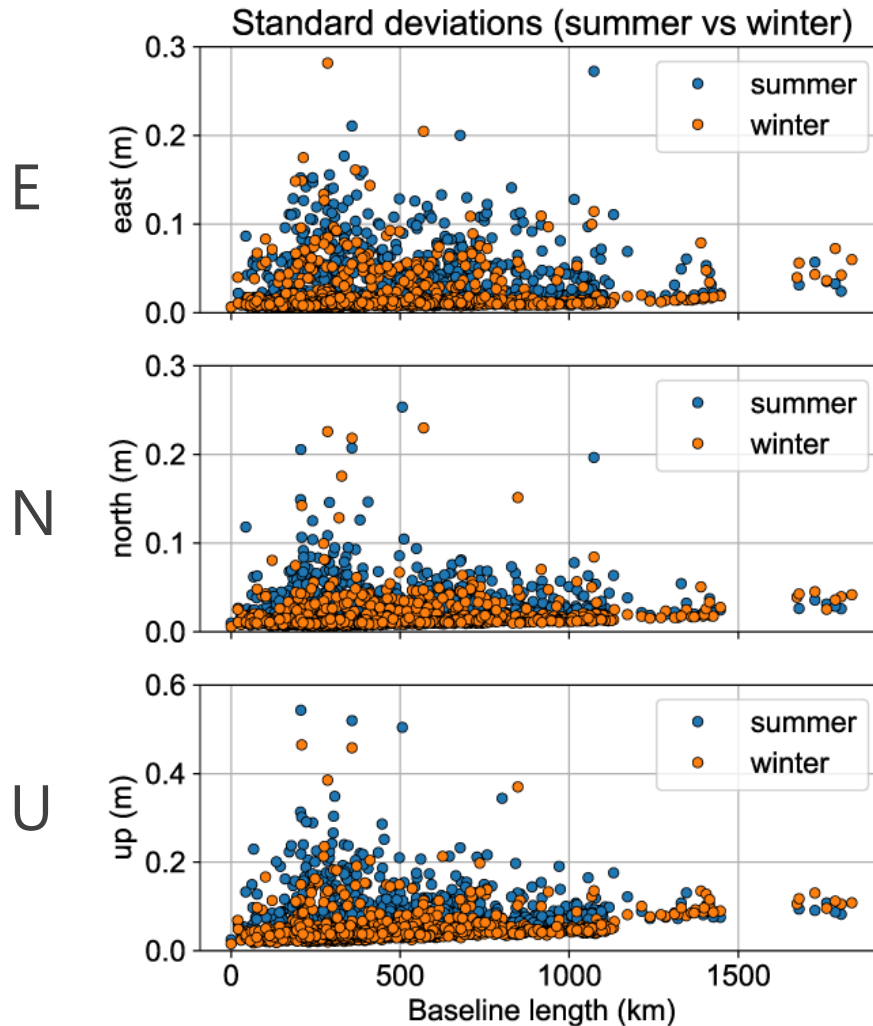 Standard deviations (summer vs winter)
E
east (m)
0.3
0.2
0.1
0.0
summer
winter
N
north (m)
0.3
0.2
0.1
0.0
summer
winter
U
up (m)
0.6
0.4
0.2
0.0
summer
winter
0 500 1000 1500
Baseline length (km)